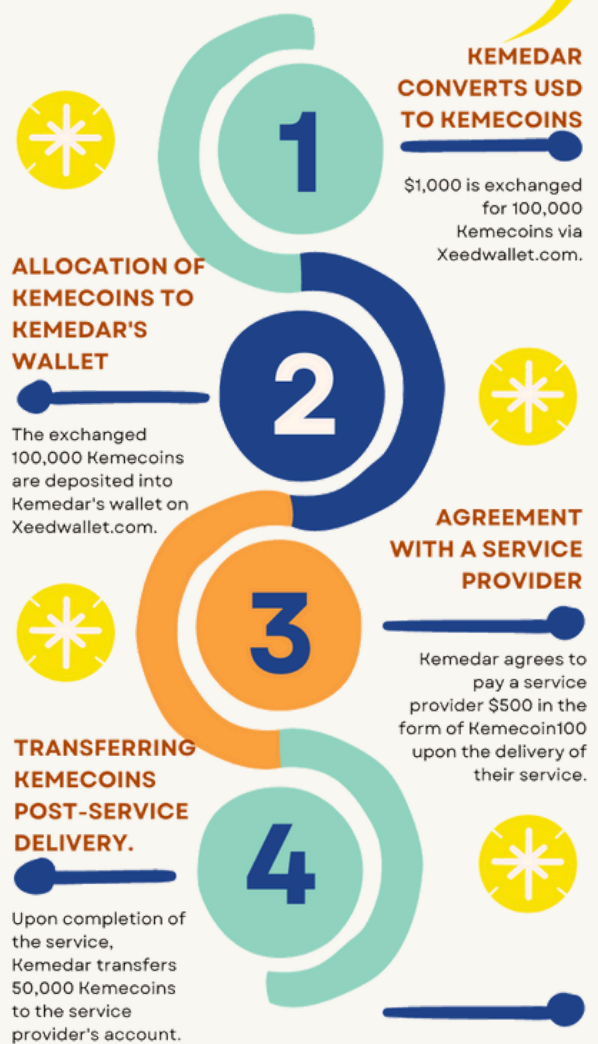 1
KEMEDAR
CONVERTS USD
TO KEMECOINS
$1,000 is exchanged
for 100,000
Kemecoins via
Xeedwallet.com.
ALLOCATION OF
KEMECOINS TO
KEMEDAR'S
WALLET
2
The exchanged
100,000 Kemecoins
are deposited into
Kemedar's wallet on
Xeedwallet.com.
AGREEMENT
WITH A SERVICE
PROVIDER
3
Kemedar agrees to
pay a service
provider $500 in the
form of Kemecoin100
upon the delivery of
their service.
TRANSFERRING
KEMECOINS
POST-SERVICE
DELIVERY.
4
Upon completion of
the service,
Kemedar transfers
50,000 Kemecoins
to the service
provider's account.